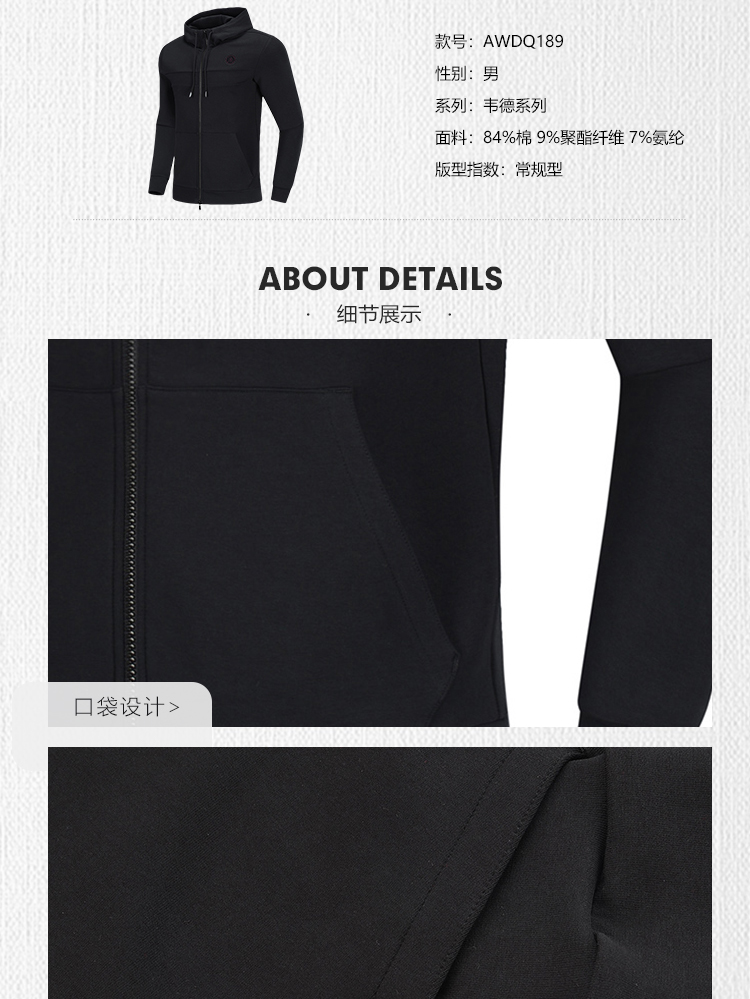 款号：AWDQ189
性别：男
系列：韦德系列
面料：84%棉 9%聚酯纤维 7%氨纶
版型指数：常规型
ABOUT DETAILS
· 细节展示 ·
口袋设计>